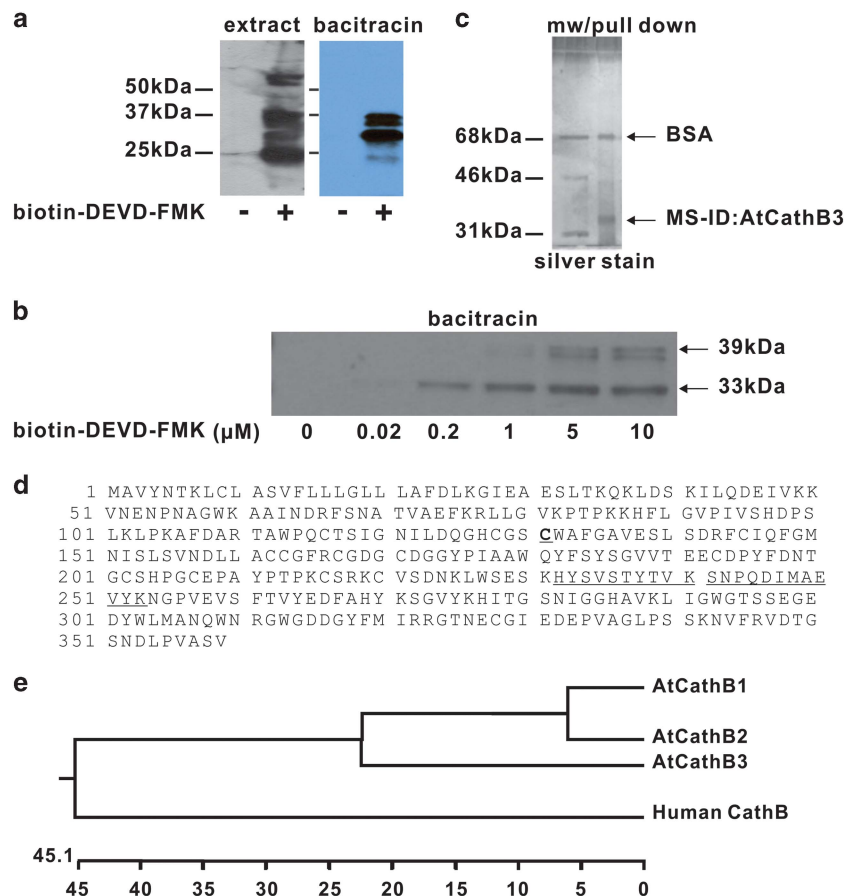 a
extract bacitracin
50kDa
37kDa
25kDa
biotin-DEVD-FMK - + - +
c
mw/pull down
68kDa
BSA
46kDa
MS-ID:AtCathB3
31kDa
silver stain
b
bacitracin
39kDa
33kDa
biotin-DEVD-FMK (µM) 0 0.02 0.2 1 5 10
d
1 MAVYNTKLCL ASVFLLLGLL LAFDLKGIEA ESLTKQKLDS KILQDEIVKK
51 VNENPNAGWK AAINDRFSNA TVAEFKRLLG VKPTPKKHFL GVPIVSHDPS
101 LKLPKAFDAR TAWPQCTSIG NILDQGHCGS CWAFGAVESL SDRFCIQFGM
NISLSVNDLL ACCGFRCGDG CDGGYPIAAW QYFSYSGVVT EECDPYFDNT
201 GCSHPGCEPA YPTPKCSRKC VSDNKLWSES KHYSVSTYTV K SNPQDIMAE
251 VYKNGPVEVS FTVYEDFAHY KSGVYKHITG SNIGGHAVKL IGWGTSSEGE
301 DYWLMANQWN RGWGDDGYFM IRRGTNECGI EDEPVAGLPS SKNVFRVDTG
351 SNDLPVASV
e
AtCathB1
AtCathB2
AtCathB3
Human CathB
45.1
45 40 35 30 25 20 15 10 5 0